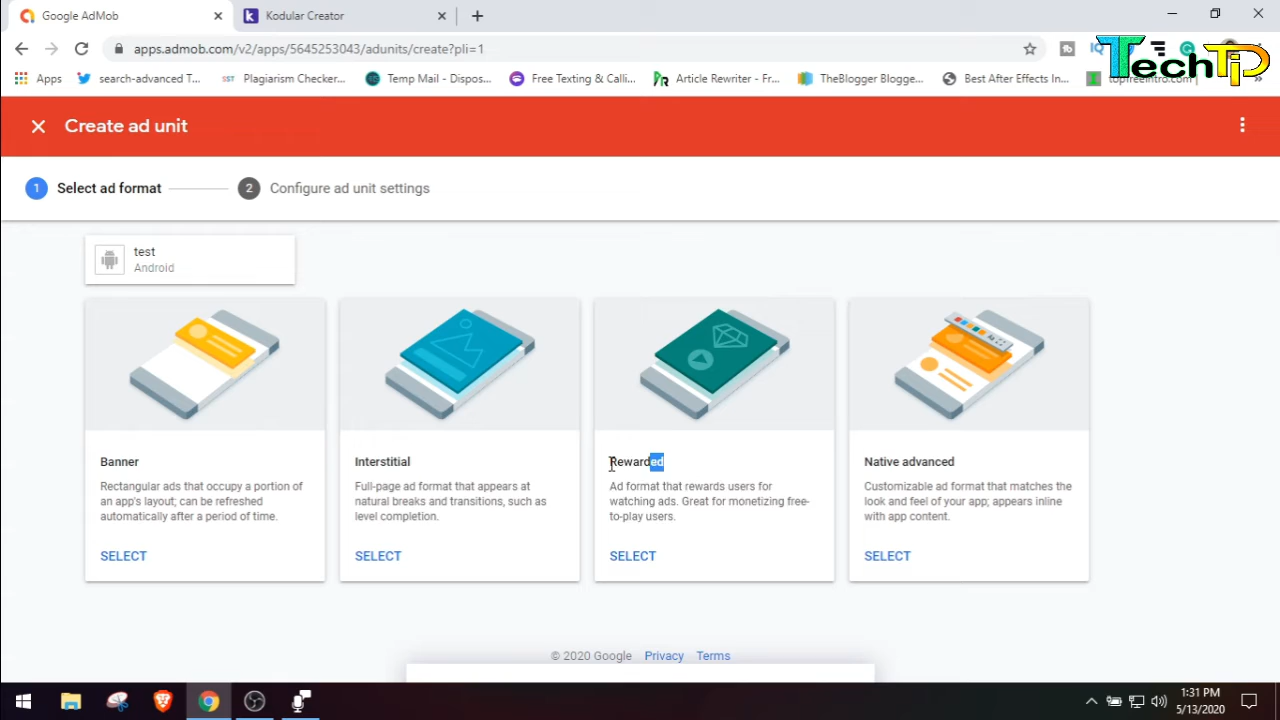 Google AdMob
Kodular Creator
apps.admob.com/v2/apps/5645253043/adunits/create?pli=1
Apps
search-advanced T...
SST
Plagiarism Checker...
Temp Mail - Dispos...
Free Texting & Calli...
Article Rewriter - Fr...
TheBlogger Blogge...
Best After Effects In...
topfreeintro.com
TechTip
Create ad unit
1
Select ad format
2
Configure ad unit settings
test
Android
Banner
Rectangular ads that occupy a portion of
an app's layout; can be refreshed
automatically after a period of time.
SELECT
Interstitial
Full-page ad format that appears at
natural breaks and transitions, such as
level completion.
SELECT
Rewarded
Ad format that rewards users for
watching ads. Great for monetizing free-
to-play users.
SELECT
Native advanced
Customizable ad format that matches the
look and feel of your app; appears inline
with app content.
SELECT
© 2020 Google Privacy Terms
1:31 PM
5/13/2020